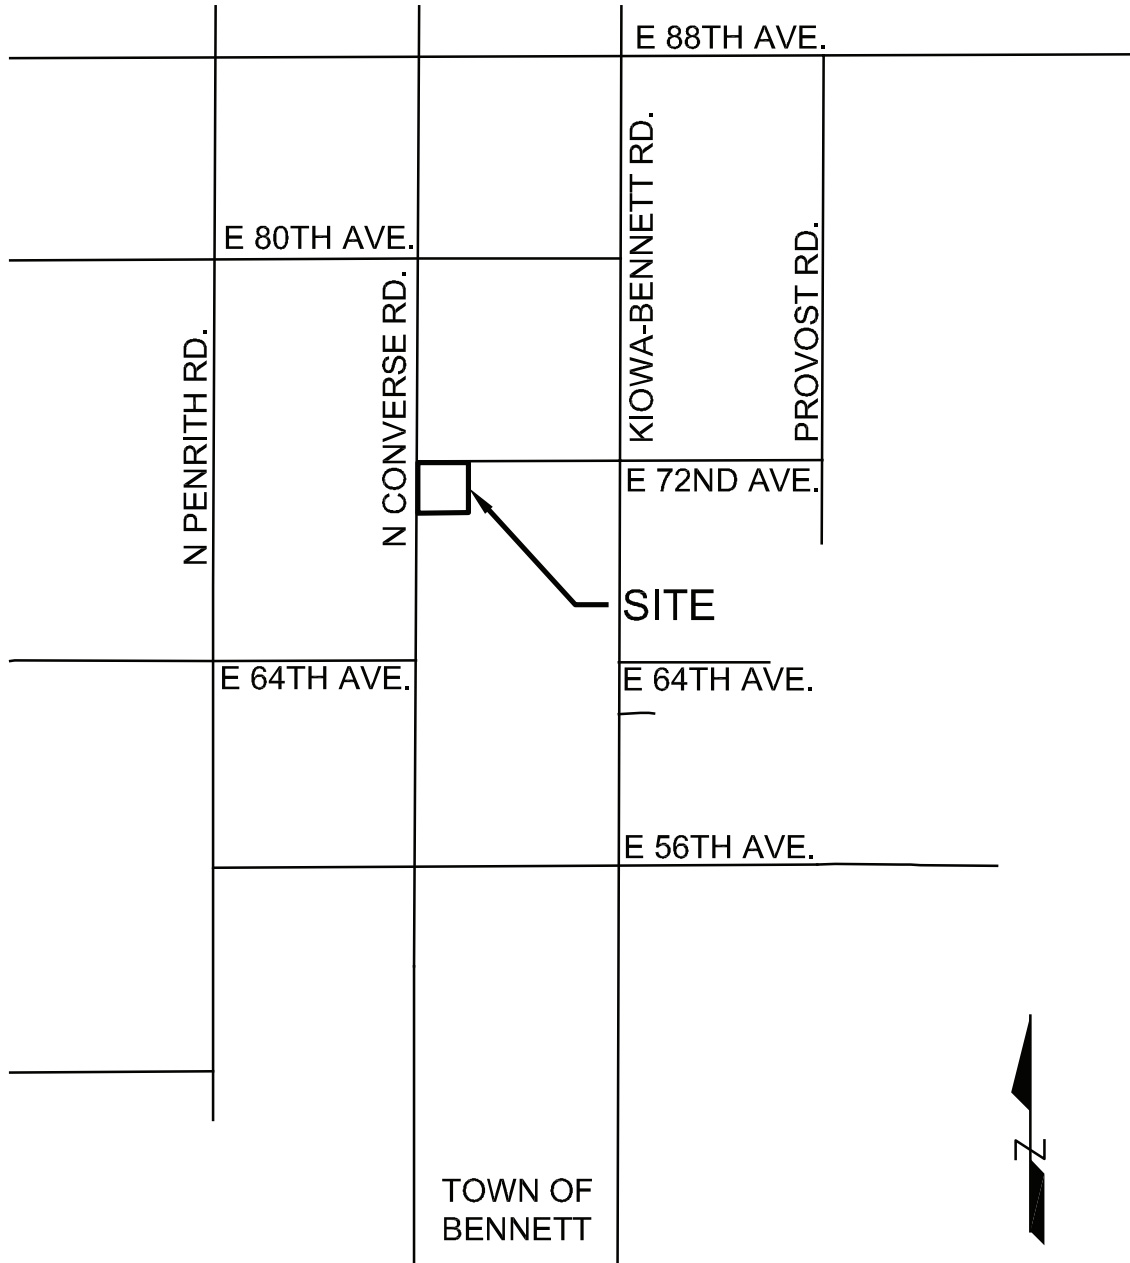 E 88TH AVE.
KIOWA-BENNETT RD.
E 80TH AVE.
PROVOST RD.
N CONVERSE RD.
N PENRITH RD.
E 72ND AVE.
SITE
E 64TH AVE.
E 64TH AVE.
E 56TH AVE.
N
TOWN OF
BENNETT